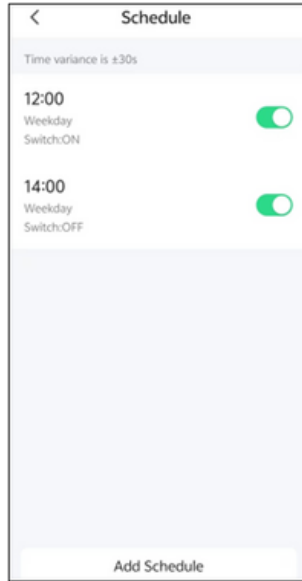 Schedule
Time variance is ±30s
12:00
Weekday
Switch:ON
14:00
Weekday
Switch:OFF
Add Schedule